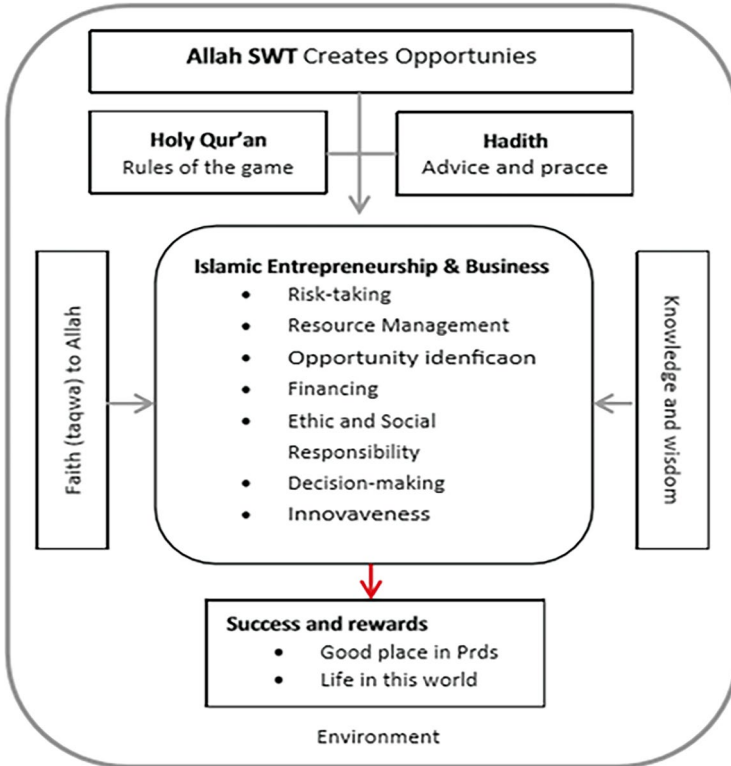 Allah SWT Creates Opportunies
Holy Qur'an
Rules of the game
Hadith
Advice and pracce
Faith (taqwa) to Allah
Islamic Entrepreneurship & Business
• Risk-taking
• Resource Management
• Opportunity idenficaon
• Financing
• Ethic and Social
Responsibility
• Decision-making
• Innovaveness
Knowledge and wisdom
Success and rewards
• Good place in Prds
• Life in this world
Environment